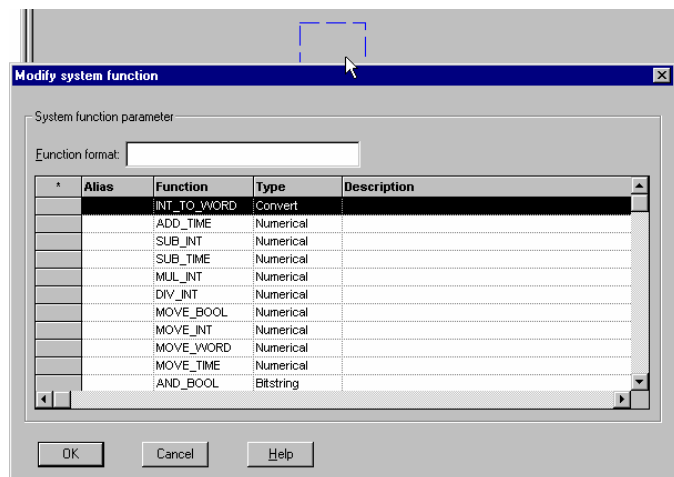 Modify system function
System function parameter
Function format:
* Alias Function Type Description
INT_TO_WORD Convert
ADD_TIME Numerical
SUB_INT Numerical
SUB_TIME Numerical
MUL_INT Numerical
DIV_INT Numerical
MOVE_BOOL Numerical
MOVE_INT Numerical
MOVE_WORD Numerical
MOVE_TIME Numerical
AND_BOOL Bitstring
OK Cancel Help